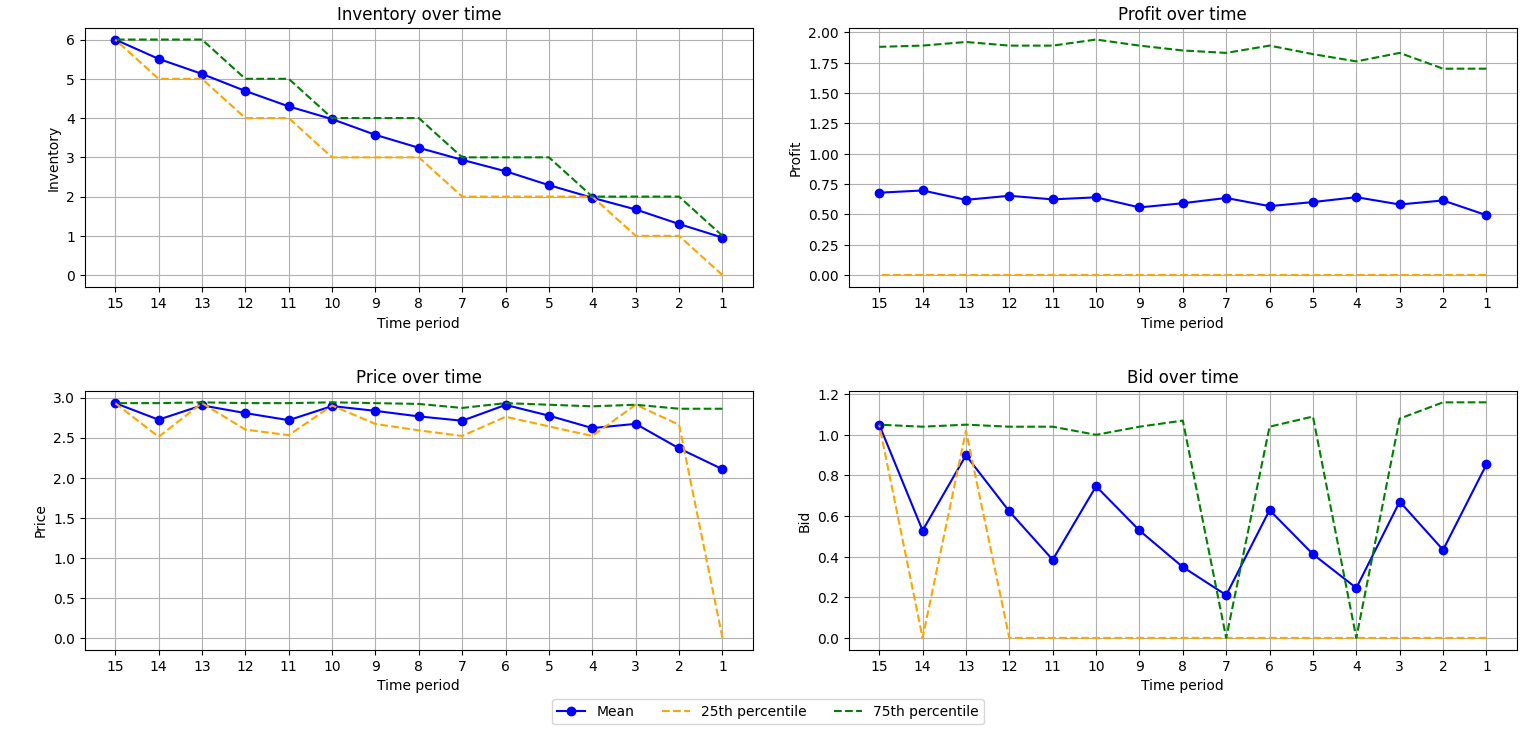 Inventory over time
Inventory
6
5
4
3
2
1
0
15 14 13 12 11 10 9 8 7 6 5 4 3 2 1
Time period
Profit over time
Profit
2.00
1.75
1.50
1.25
1.00
0.75
0.50
0.25
0.00
15 14 13 12 11 10 9 8 7 6 5 4 3 2 1
Time period
Price over time
Price
3.0
2.5
2.0
1.5
1.0
0.5
0.0
15 14 13 12 11 10 9 8 7 6 5 4 3 2 1
Time period
Bid over time
Bid
1.2
1.0
0.8
0.6
0.4
0.2
0.0
15 14 13 12 11 10 9 8 7 6 5 4 3 2 1
Time period
Mean 25th percentile 75th percentile